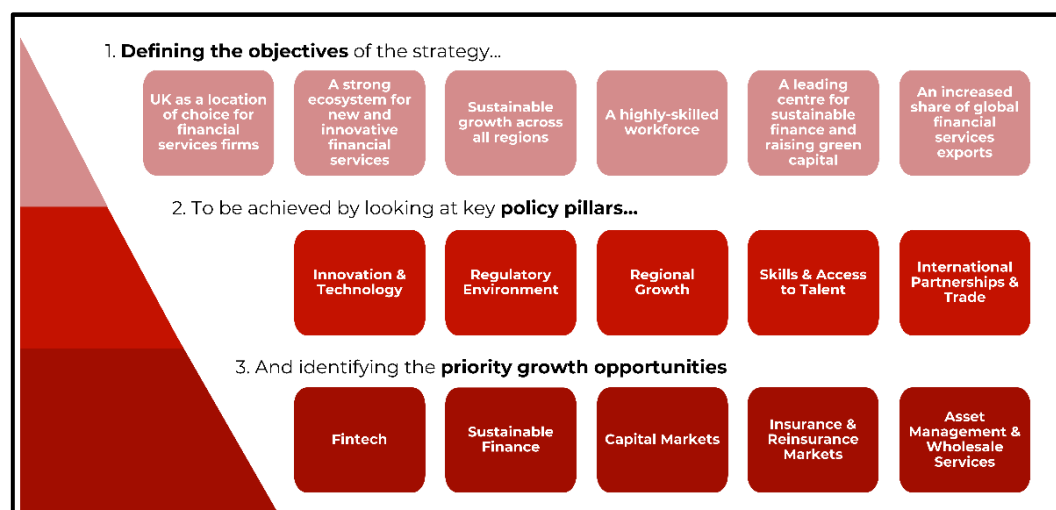 1. Defining the objectives of the strategy...
UK as a location
of choice for
financial
services firms
A strong
ecosystem for
new and
innovative
financial
services
Sustainable
growth across
all regions
A highly-skilled
workforce
A leading
centre for
sustainable
finance and
raising green
capital
An increased
share of global
financial
services
exports
2. To be achieved by looking at key policy pillars...
Innovation &
Technology
Regulatory
Environment
Regional
Growth
Skills & Access
to Talent
International
Partnerships &
Trade
3. And identifying the priority growth opportunities
Fintech
Sustainable
Finance
Capital Markets
Insurance &
Reinsurance
Markets
Asset
Management &
Wholesale
Services